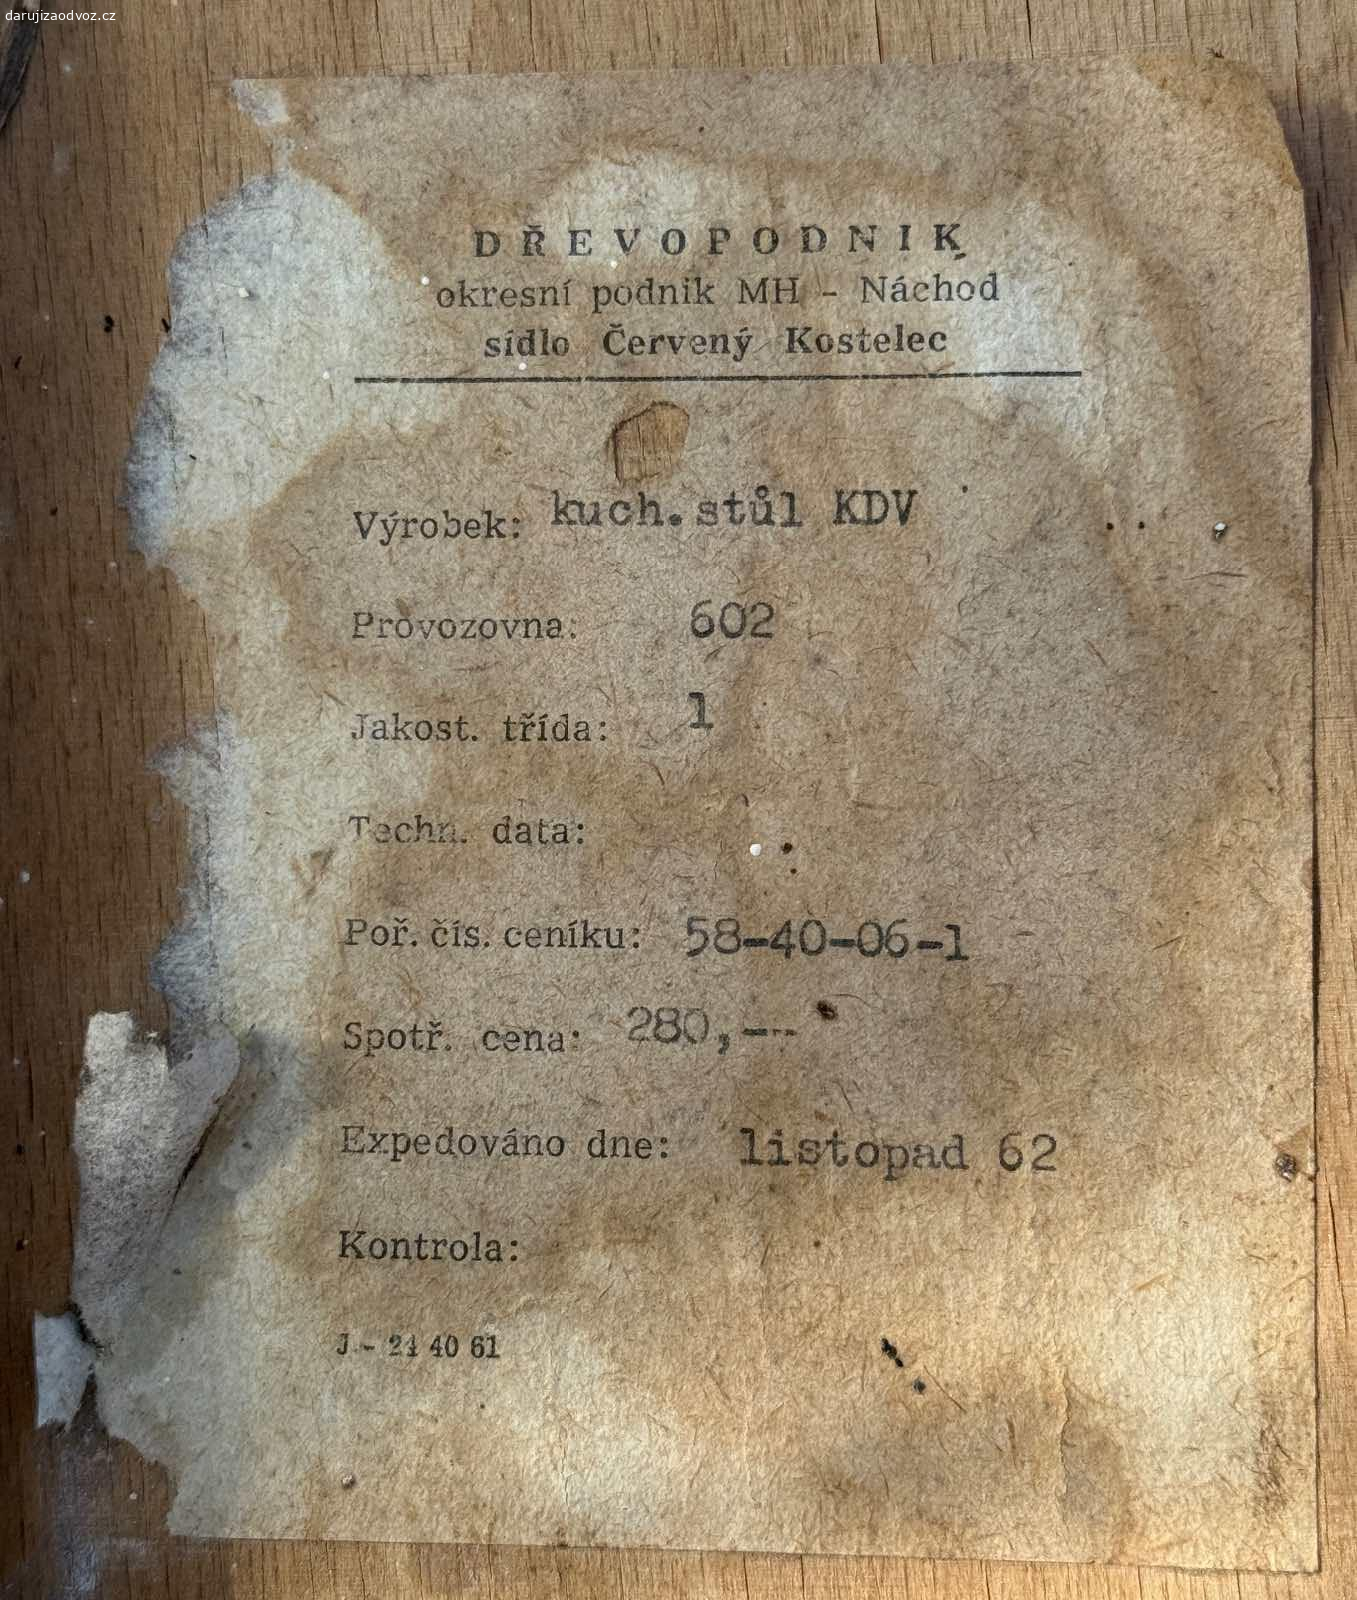 darujizaodvoz.cz
DŘEVOPODNIK
okresní podnik MH - Náchod
sídlo Červený Kostelec
Výrobek: kuch. stůl KDV
Provozovna: 602
Jakost. třída: 1
Techn. data:
Poř. čís. ceníku: 58-40-06-1
Spotř. cena: 280,--
Expedováno dne: listopad 62
Kontrola:
J - 24 40 61